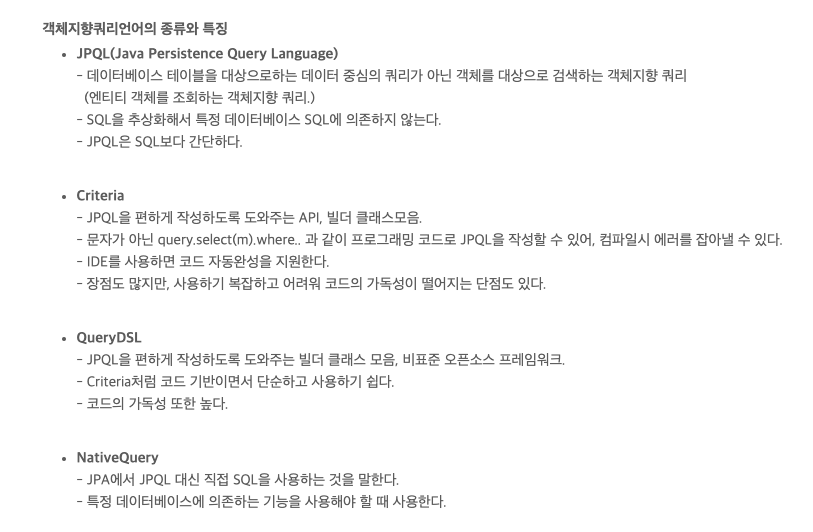 객체지향쿼리언어의 종류와 특징
• JPQL(Java Persistence Query Language)
- 데이터베이스 테이블을 대상으로하는 데이터 중심의 쿼리가 아닌 객체를 대상으로 검색하는 객체지향 쿼리
(엔티티 객체를 조회하는 객체지향 쿼리.)
- SQL을 추상화해서 특정 데이터베이스 SQL에 의존하지 않는다.
- JPQL은 SQL보다 간단하다.
• Criteria
- JPQL을 편하게 작성하도록 도와주는 API, 빌더 클래스모음.
- 문자가 아닌 query.select(m).where.. 과 같이 프로그래밍 코드로 JPQL을 작성할 수 있어, 컴파일시 에러를 잡아낼 수 있다.
- IDE를 사용하면 코드 자동완성을 지원한다.
- 장점도 많지만, 사용하기 복잡하고 어려워 코드의 가독성이 떨어지는 단점도 있다.
• QueryDSL
- JPQL을 편하게 작성하도록 도와주는 빌더 클래스 모음, 비표준 오픈소스 프레임워크.
- Criteria처럼 코드 기반이면서 단순하고 사용하기 쉽다.
- 코드의 가독성 또한 높다.
• NativeQuery
- JPA에서 JPQL 대신 직접 SQL을 사용하는 것을 말한다.
- 특정 데이터베이스에 의존하는 기능을 사용해야 할 때 사용한다.